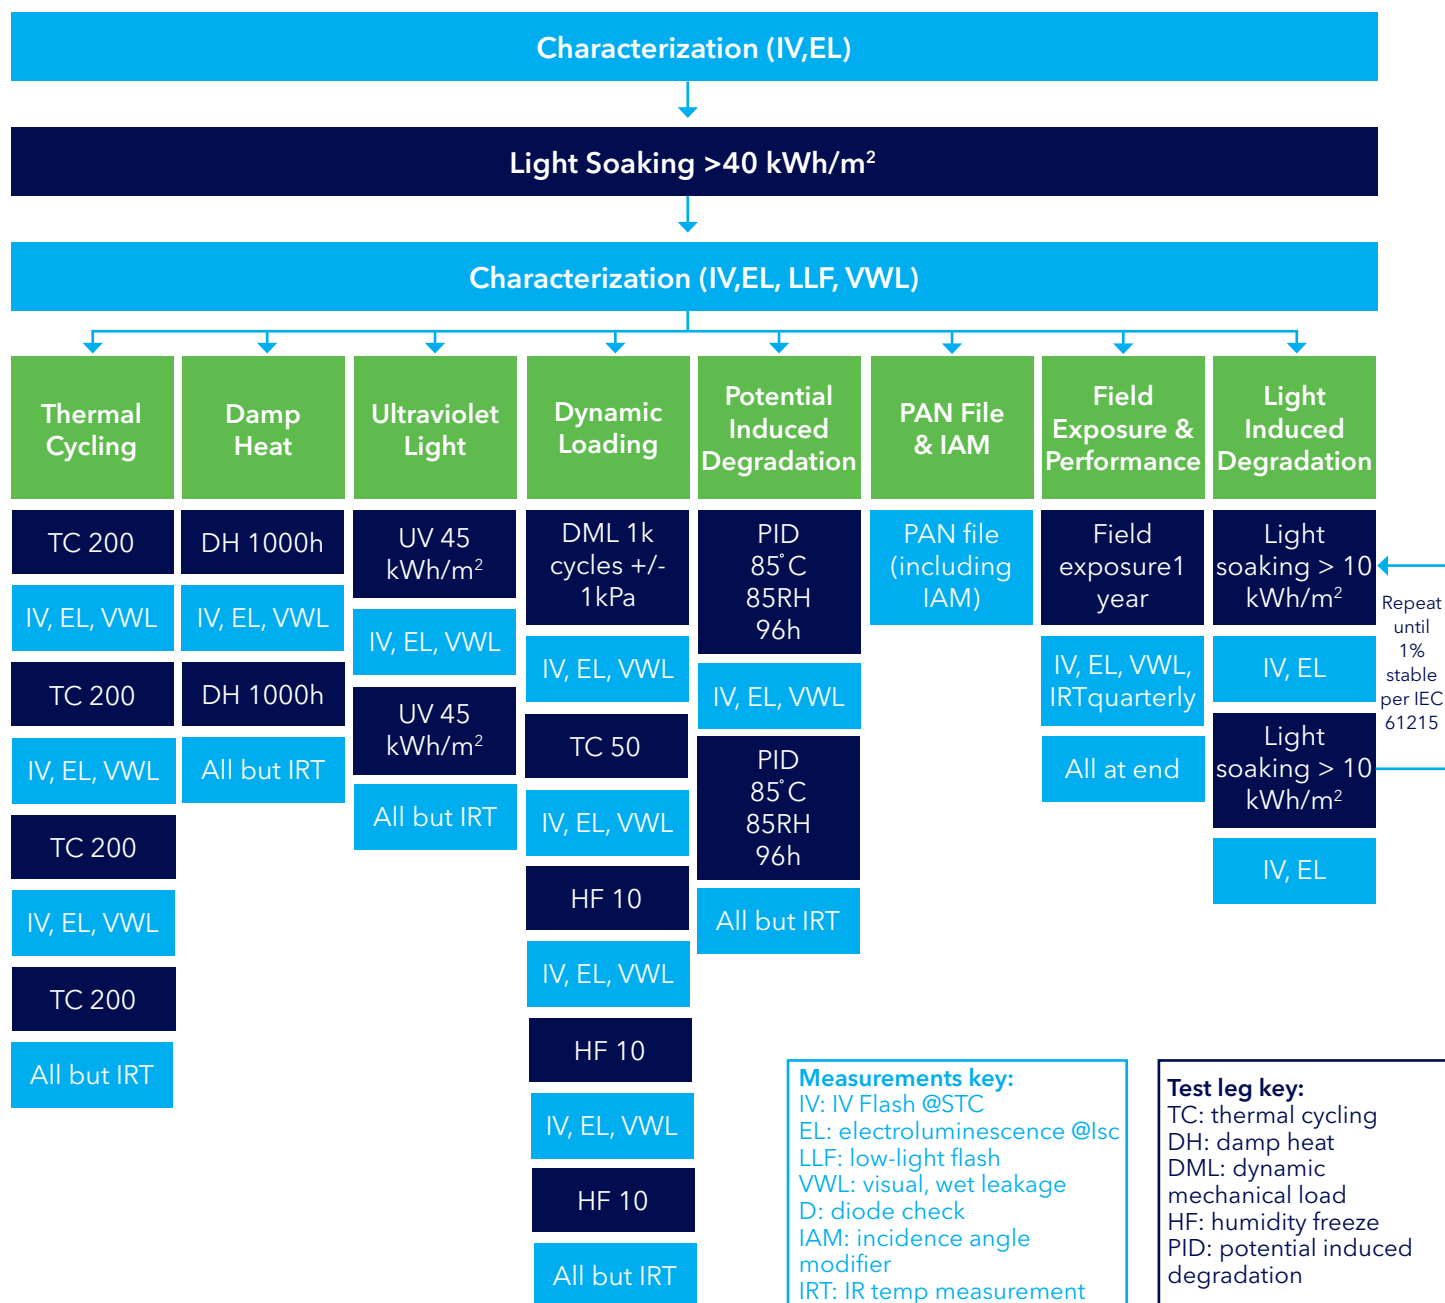 Characterization (IV,EL)
Light Soaking >40 kWh/m²
Characterization (IV,EL, LLF, VWL)
Thermal
Cycling
TC 200
IV, EL, VWL
TC 200
IV, EL, VWL
TC 200
IV, EL, VWL
TC 200
All but IRT
Damp
Heat
DH 1000h
IV, EL, VWL
DH 1000h
All but IRT
Ultraviolet
Light
UV 45
kWh/m²
IV, EL, VWL
UV 45
kWh/m²
All but IRT
Dynamic
Loading
DML 1k
cycles +/-
1kPa
IV, EL, VWL
TC 50
IV, EL, VWL
HF 10
IV, EL, VWL
HF 10
IV, EL, VWL
HF 10
All but IRT
Potential
Induced
Degradation
PID
85°C
85RH
96h
IV, EL, VWL
PID
85°C
85RH
96h
All but IRT
PAN File
& IAM
PAN file
(including
IAM)
Field
Exposure &
Performance
Field
exposure1
year
IV, EL, VWL,
IRTquarterly
All at end
Light
Induced
Degradation
Light
soaking > 10
kWh/m²
IV, EL
Light
soaking > 10
kWh/m²
IV, EL
Repeat
until
1%
stable
per IEC
61215
Measurements key:
IV: IV Flash @STC
EL: electroluminescence @Isc
LLF: low-light flash
VWL: visual, wet leakage
D: diode check
IAM: incidence angle
modifier
IRT: IR temp measurement
Test leg key:
TC: thermal cycling
DH: damp heat
DML: dynamic
mechanical load
HF: humidity freeze
PID: potential induced
degradation